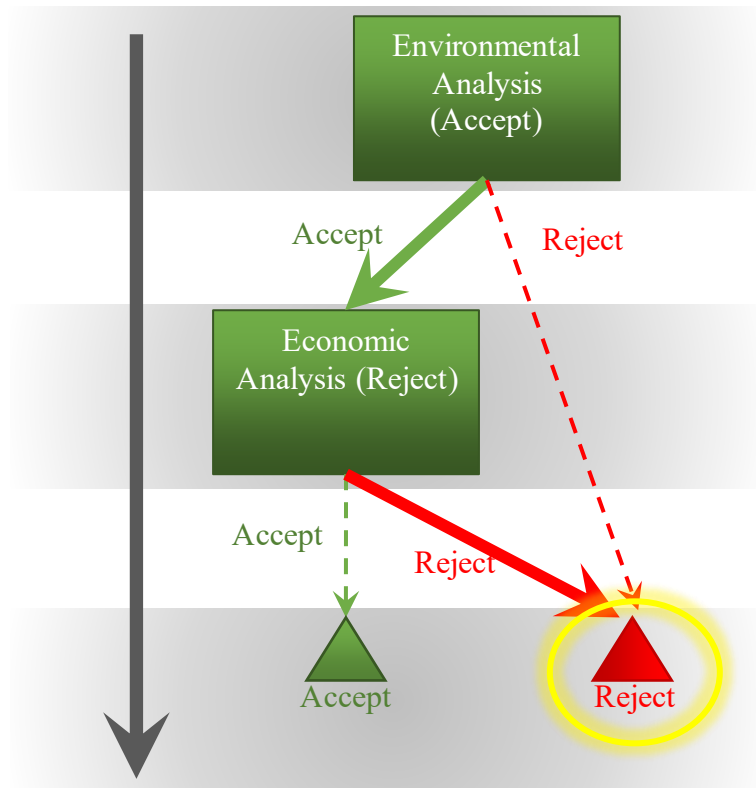 Environmental
Analysis
(Accept)
Accept
Reject
Economic
Analysis (Reject)
Accept
Reject
Accept
Reject